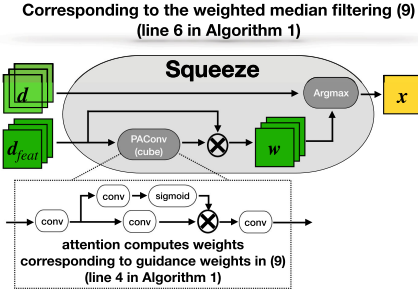 Corresponding to the weighted median filtering (9)
(line 6 in Algorithm 1)
Squeeze
d
Argmax
x
d_feat
PAConv
(cube)
w
conv
sigmoid
conv
conv
conv
attention computes weights
corresponding to guidance weights in (9)
(line 4 in Algorithm 1)